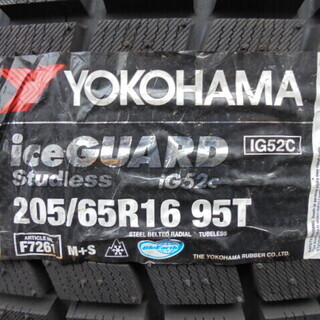 YOKOHAMA
iceGUARD IG52C
Studless iG52c
205/65R16 95T
ARTICLE NO. STEEL BELTED RADIAL TUBELESS
F7261 M+S
THE YOKOHAMA RUBBER CO.,LTD.